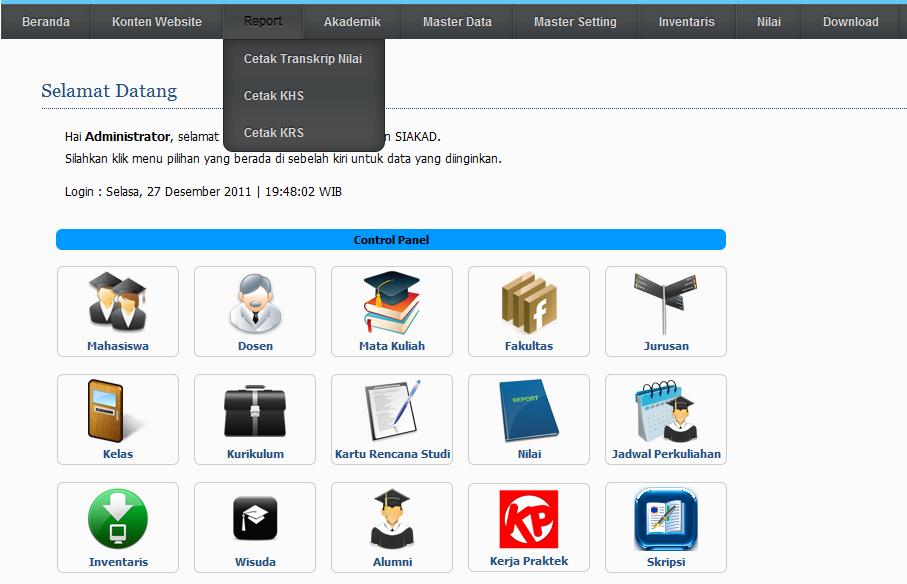 Beranda Konten Website Report Akademik Master Data Master Setting Inventaris Nilai Download
Cetak Transkrip Nilai
Cetak KHS
Cetak KRS
Selamat Datang
Hai Administrator, selamat n SIAKAD.
Silahkan klik menu pilihan yang berada di sebelah kiri untuk data yang diinginkan.
Login : Selasa, 27 Desember 2011 | 19:48:02 WIB
Control Panel
Mahasiswa Dosen Mata Kuliah f Fakultas Jurusan
Kelas Kurikulum Kartu Rencana Studi REPORT Nilai Jadwal Perkuliahan
Inventaris Wisuda Alumni KP Kerja Praktek Skripsi